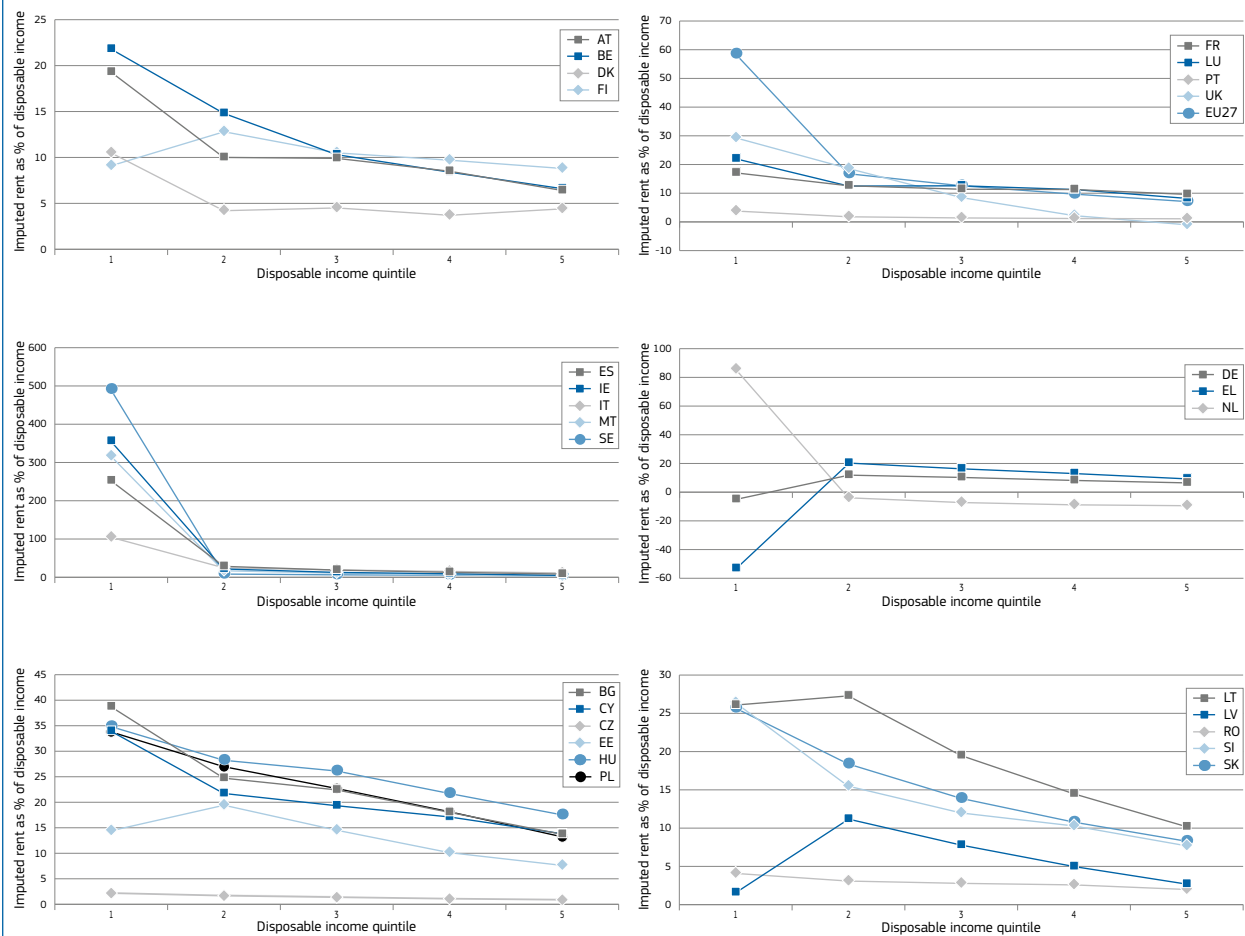 Imputed rent as % of disposable income
25
20
15
10
5
0
1 2 3 4 5
Disposable income quintile
AT
BE
DK
FI
Imputed rent as % of disposable income
70
60
50
40
30
20
10
0
-10
1 2 3 4 5
Disposable income quintile
FR
LU
PT
UK
EU27
Imputed rent as % of disposable income
600
500
400
300
200
100
0
1 2 3 4 5
Disposable income quintile
ES
IE
IT
MT
SE
Imputed rent as % of disposable income
100
80
60
40
20
0
-20
-40
-60
1 2 3 4 5
Disposable income quintile
DE
EL
NL
Imputed rent as % of disposable income
45
40
35
30
25
20
15
10
5
0
1 2 3 4 5
Disposable income quintile
BG
CY
CZ
EE
HU
PL
Imputed rent as % of disposable income
30
25
20
15
10
5
0
1 2 3 4 5
Disposable income quintile
LT
LV
RO
SI
SK